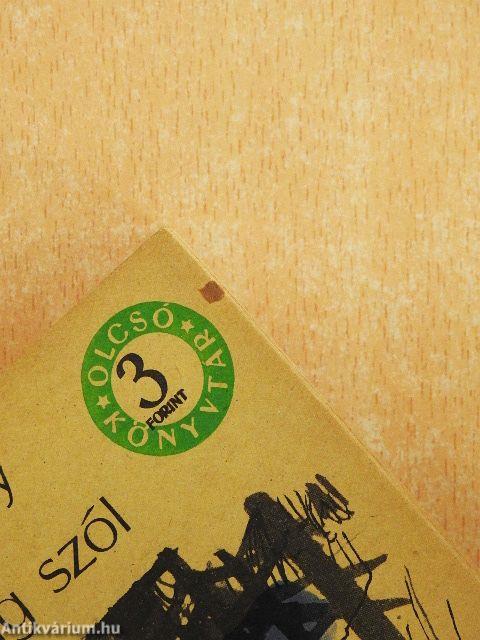 OLCSÓ
3
FORINT
KÖNYVTÁR
szól
Antikvárium.hu